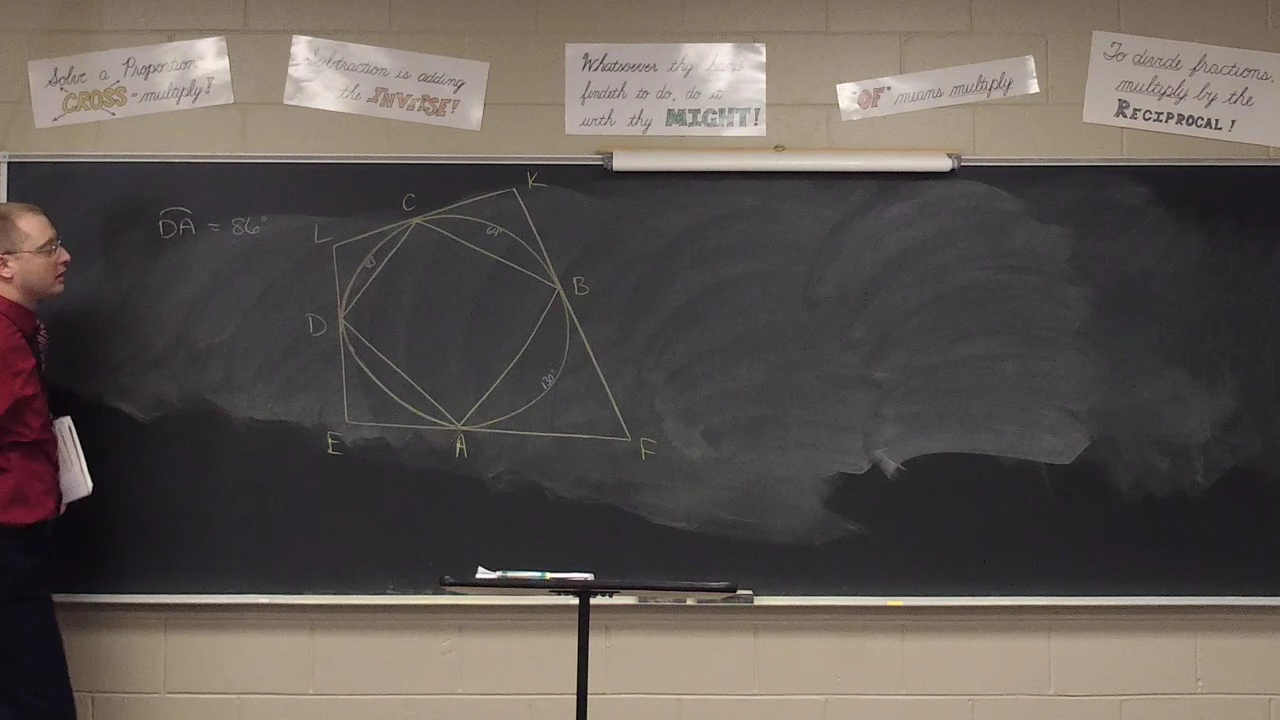 Solve a Proportion,
CROSS-multiply!
Subtraction is adding
the INVERSE!
Whatsoever thy hand
findeth to do, do it
with thy MIGHT!
"OF" means multiply
To divide fractions,
multiply by the
RECIPROCAL!
DA = 86°
K
C
L
B
D
E
A
F